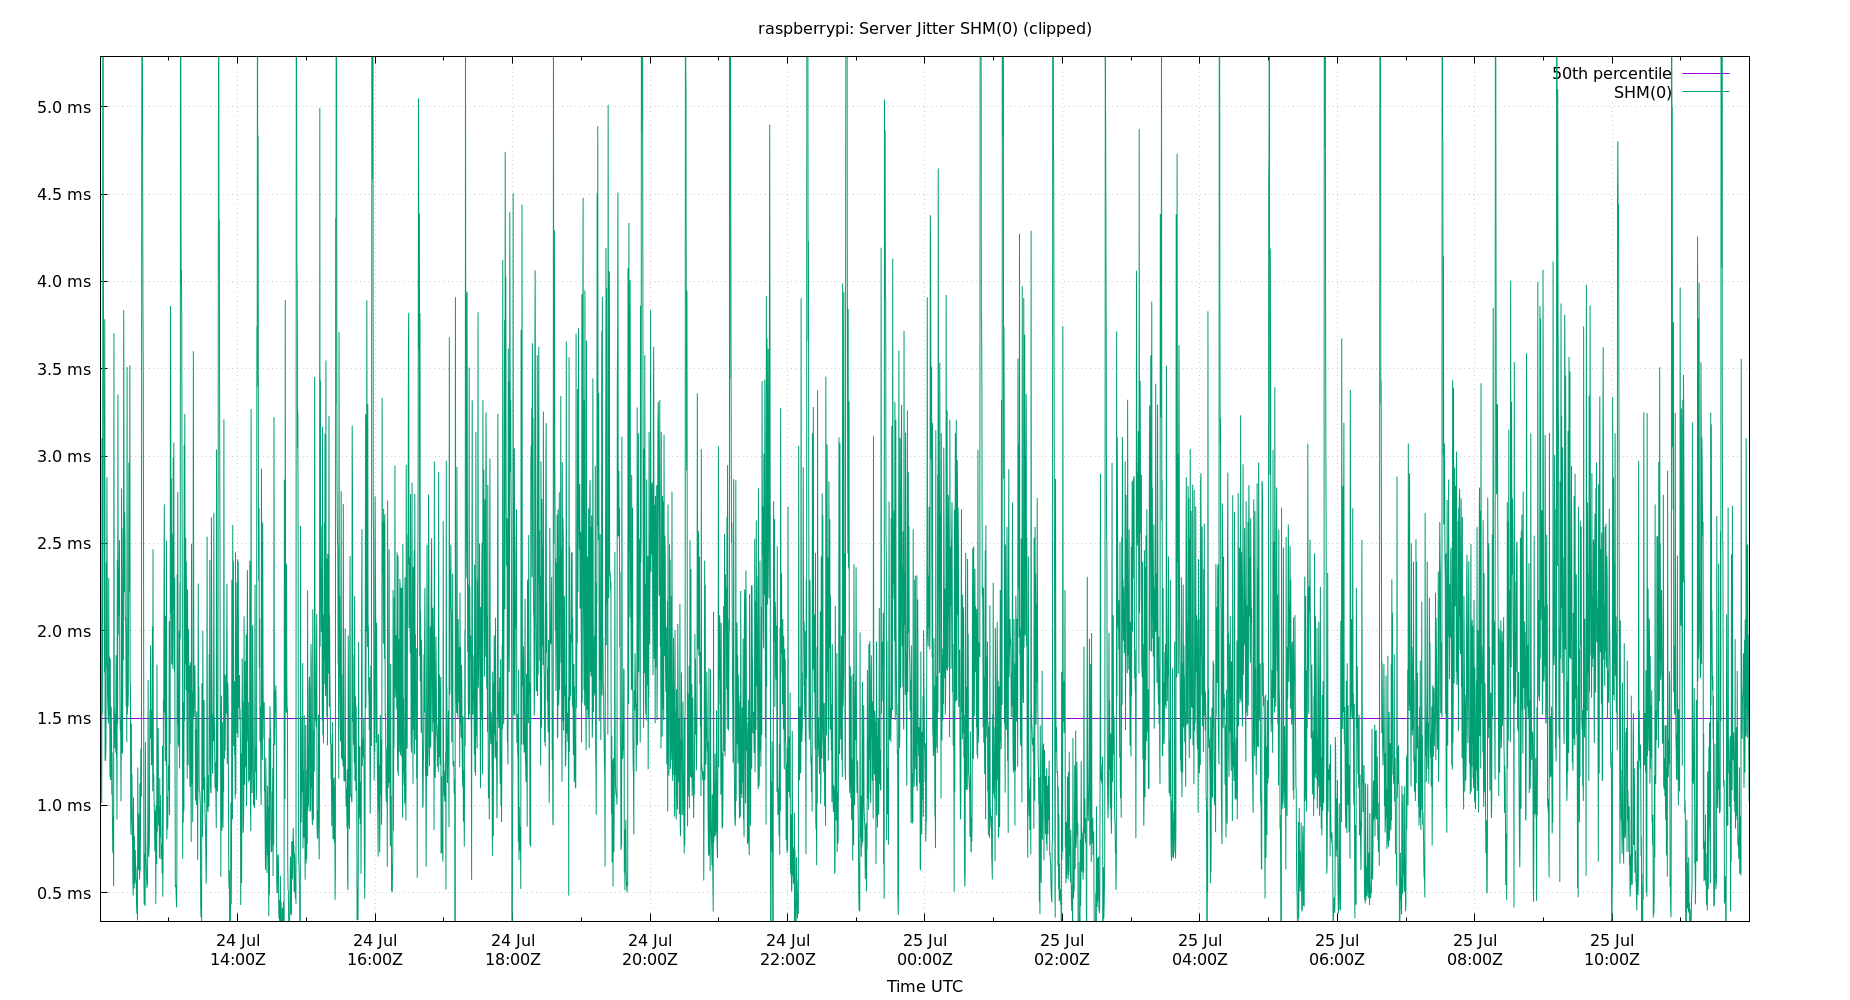 raspberrypi: Server Jitter SHM(0) (clipped)
50th percentile
SHM(0)
5.0 ms
4.5 ms
4.0 ms
3.5 ms
3.0 ms
2.5 ms
2.0 ms
1.5 ms
1.0 ms
0.5 ms
24 Jul 24 Jul 24 Jul 24 Jul 24 Jul 25 Jul 25 Jul 25 Jul 25 Jul 25 Jul 25 Jul
14:00Z 16:00Z 18:00Z 20:00Z 22:00Z 00:00Z 02:00Z 04:00Z 06:00Z 08:00Z 10:00Z
Time UTC